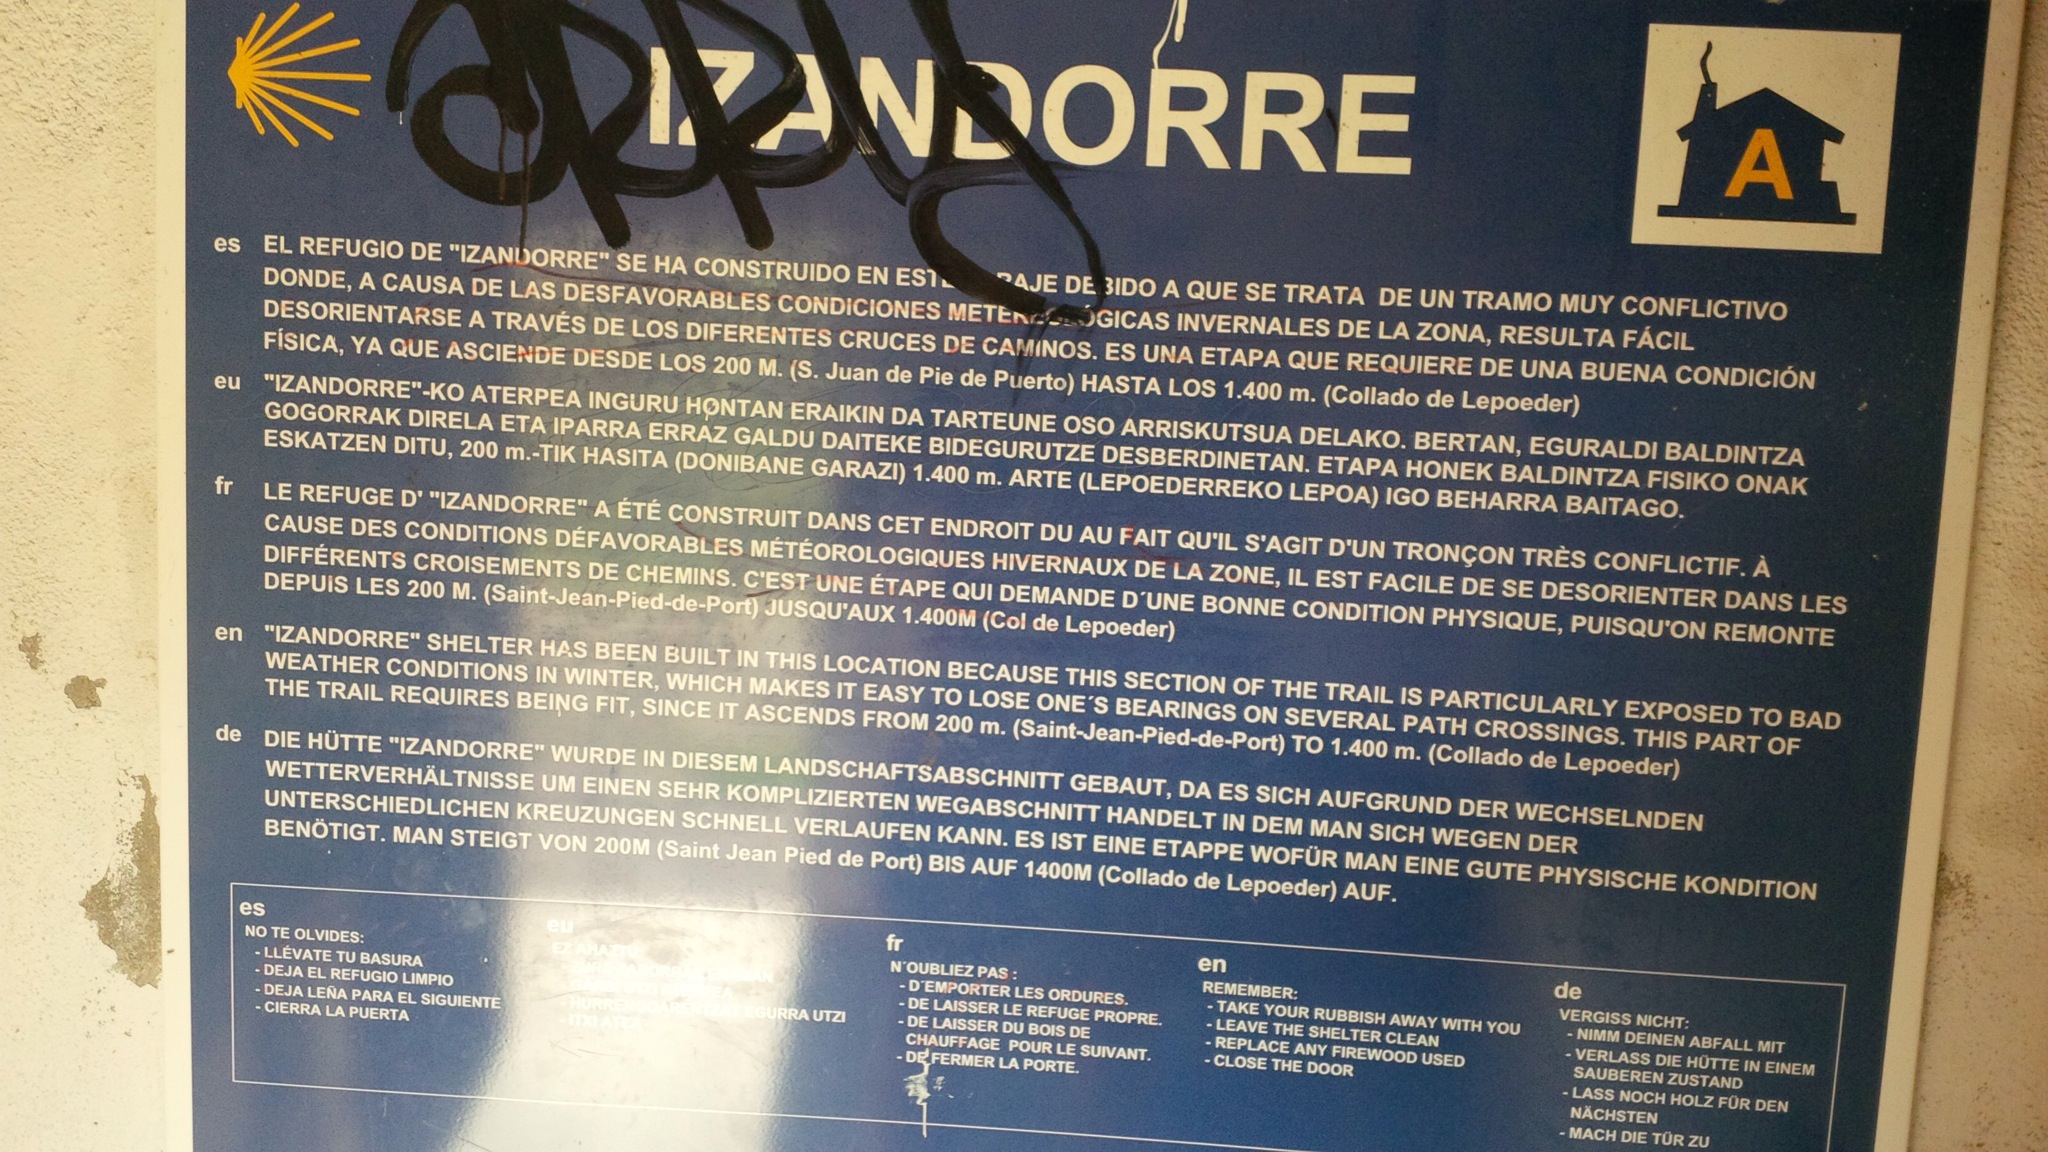 IZANDORRE
A
es EL REFUGIO DE "IZANDORRE" SE HA CONSTRUIDO EN ESTE DEBIDO A QUE SE TRATA DE UN TRAMO MUY CONFLICTIVO
DONDE, A CAUSA DE LAS DESFAVORABLES CONDICIONES INVERNALES DE LA ZONA, RESULTA FÁCIL
DESORIENTARSE A TRAVÉS DE LOS DIFERENTES CRUCES DE CAMINOS. ES UNA ETAPA QUE REQUIERE DE UNA BUENA CONDICIÓN
FÍSICA, YA QUE ASCIENDE DESDE LOS 200 M. (S. Juan de Pie de Puerto) HASTA LOS 1.400 m. (Collado de Lepoeder)
eu "IZANDORRE"-KO ATERPEA INGURU HONTAN ERAIKIN DA TARTEUNE OSO ARRISKUTSUA DELAKO. BERTAN, EGURALDI BALDINTZA
GOGORRAK DIRELA ETA IPARRA ERRAZ GALDU DAITEKE BIDEGURUTZE DESBERDINETAN. ETAPA HONEK BALDINTZA FISIKO ONAK
ESKATZEN DITU, 200 m.-TIK HASITA (DONIBANE GARAZI) 1.400 m. ARTE (LEPOEDERREKO LEPOA) IGO BEHARRA BAITAGO.
fr LE REFUGE D' "IZANDORRE" A ÉTÉ CONSTRUIT DANS CET ENDROIT DU AU FAIT QU'IL S'AGIT D'UN TRONÇON TRÈS CONFLICTIF. À
CAUSE DES CONDITIONS DÉFAVORABLES MÉTÉOROLOGIQUES HIVERNAUX DE LA ZONE, IL EST FACILE DE SE DESORIENTER DANS LES
DIFFÉRENTS CROISEMENTS DE CHEMINS. C'EST UNE ÉTAPE QUI DEMANDE D´UNE BONNE CONDITION PHYSIQUE, PUISQU'ON REMONTE
DEPUIS LES 200 M. (Saint-Jean-Pied-de-Port) JUSQU'AUX 1.400M (Col de Lepoeder)
en "IZANDORRE" SHELTER HAS BEEN BUILT IN THIS LOCATION BECAUSE THIS SECTION OF THE TRAIL IS PARTICULARLY EXPOSED TO BAD
WEATHER CONDITIONS IN WINTER, WHICH MAKES IT EASY TO LOSE ONE´S BEARINGS ON SEVERAL PATH CROSSINGS. THIS PART OF
THE TRAIL REQUIRES BEING FIT, SINCE IT ASCENDS FROM 200 m. (Saint-Jean-Pied-de-Port) TO 1.400 m. (Collado de Lepoeder)
de DIE HÜTTE "IZANDORRE" WURDE IN DIESEM LANDSCHAFTSABSCHNITT GEBAUT, DA ES SICH AUFGRUND DER WECHSELNDEN
WETTERVERHÄLTNISSE UM EINEN SEHR KOMPLIZIERTEN WEGABSCHNITT HANDELT IN DEM MAN SICH WEGEN DER
UNTERSCHIEDLICHEN KREUZUNGEN SCHNELL VERLAUFEN KANN. ES IST EINE ETAPPE WOFÜR MAN EINE GUTE PHYSISCHE KONDITION
BENÖTIGT. MAN STEIGT VON 200M (Saint Jean Pied de Port) BIS AUF 1400M (Collado de Lepoeder) AUF.
es
NO TE OLVIDES:
- LLÉVATE TU BASURA
- DEJA EL REFUGIO LIMPIO
- DEJA LEÑA PARA EL SIGUIENTE
- CIERRA LA PUERTA
eu
EZ AHAZTU:
EGURRA UTZI
- ITXI ATEA
fr
N´OUBLIEZ PAS :
- D´EMPORTER LES ORDURES.
- DE LAISSER LE REFUGE PROPRE.
- DE LAISSER DU BOIS DE
CHAUFFAGE POUR LE SUIVANT.
- DE FERMER LA PORTE.
en
REMEMBER:
- TAKE YOUR RUBBISH AWAY WITH YOU
- LEAVE THE SHELTER CLEAN
- REPLACE ANY FIREWOOD USED
- CLOSE THE DOOR
de
VERGISS NICHT:
- NIMM DEINEN ABFALL MIT
- VERLASS DIE HÜTTE IN EINEM
SAUBEREN ZUSTAND
- LASS NOCH HOLZ FÜR DEN
NÄCHSTEN
- MACH DIE TÜR ZU